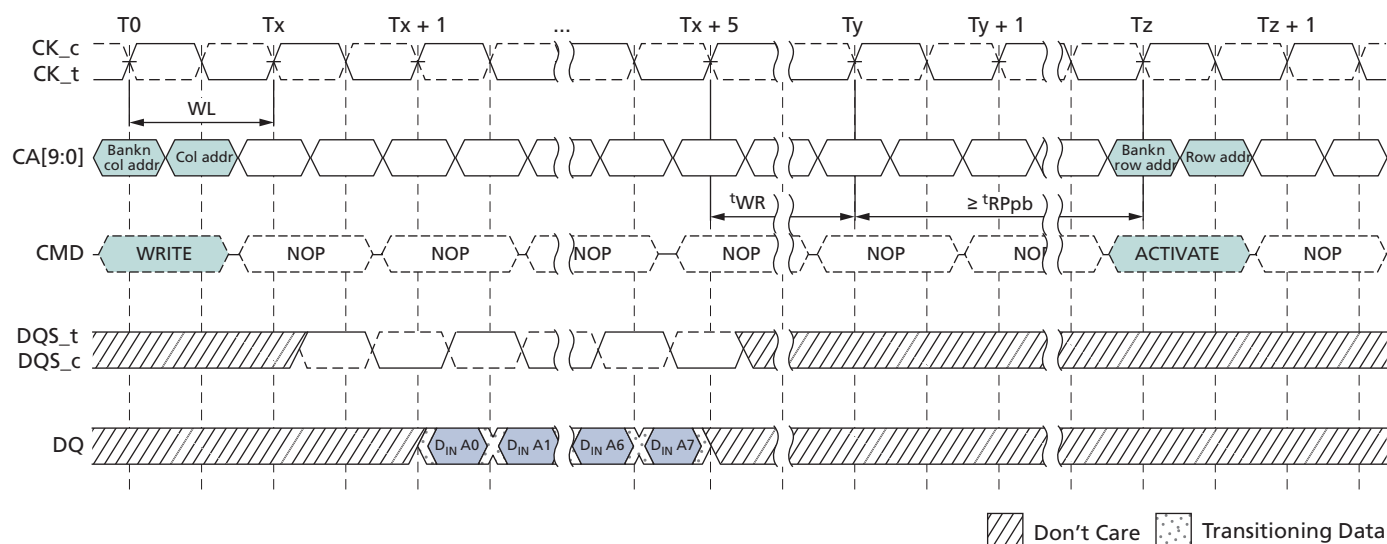 T0 Tx Tx + 1 ... Tx + 5 Ty Ty + 1 Tz Tz + 1
CK_c
CK_t
WL
CA[9:0] Bankn col addr Col addr Bankn row addr Row addr
tWR ≥ tRPpb
CMD WRITE NOP NOP NOP NOP NOP NOP ACTIVATE NOP
DQS_t
DQS_c
DQ DIN A0 DIN A1 DIN A6 DIN A7
Don't Care Transitioning Data